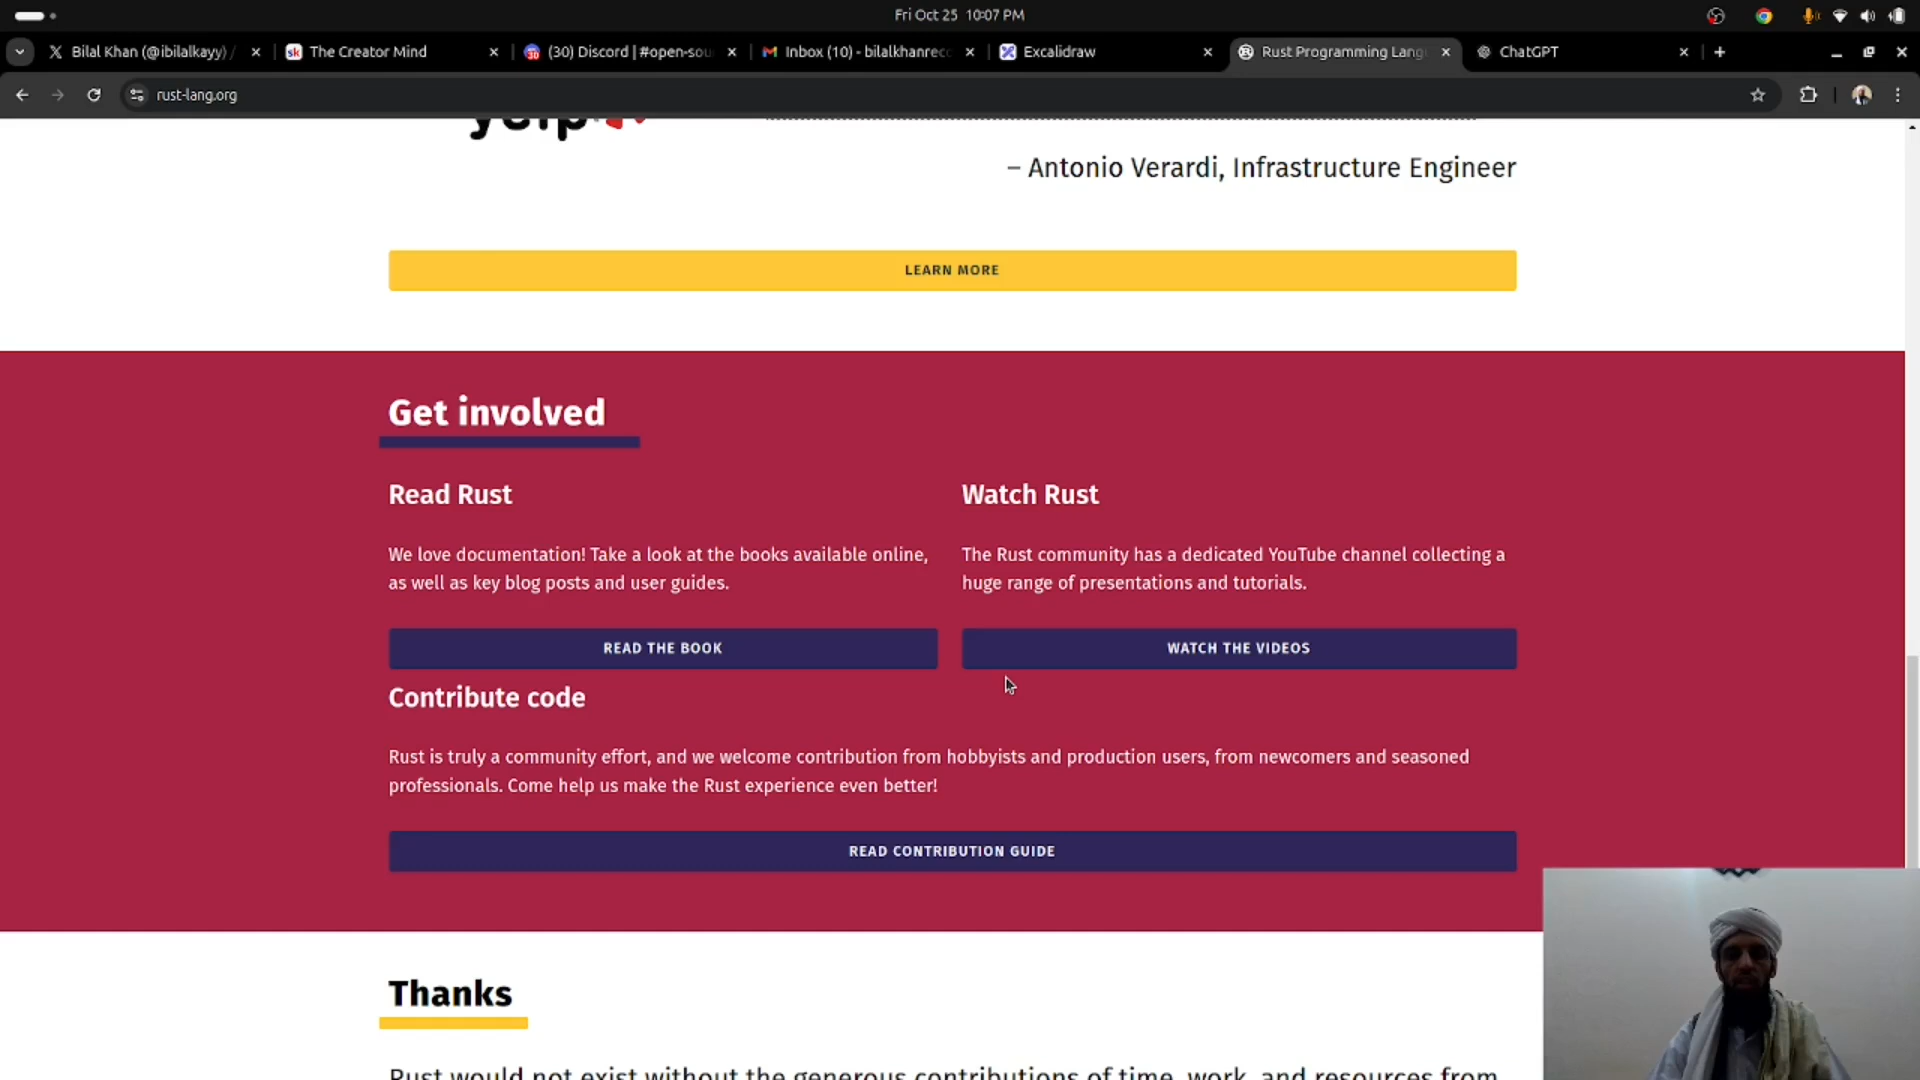 Fri Oct 25 10:07 PM
Bilal Khan (@ibilalkayy) /
The Creator Mind
(30) Discord | #open-sou
Inbox (10) - bilalkhanrec
Excalidraw
Rust Programming Lang
ChatGPT
rust-lang.org
yelp
– Antonio Verardi, Infrastructure Engineer
LEARN MORE
Get involved
Read Rust
We love documentation! Take a look at the books available online,
as well as key blog posts and user guides.
READ THE BOOK
Watch Rust
The Rust community has a dedicated YouTube channel collecting a
huge range of presentations and tutorials.
WATCH THE VIDEOS
Contribute code
Rust is truly a community effort, and we welcome contribution from hobbyists and production users, from newcomers and seasoned
professionals. Come help us make the Rust experience even better!
READ CONTRIBUTION GUIDE
Thanks
Rust would not exist without the generous contributions of time, work, and resources from